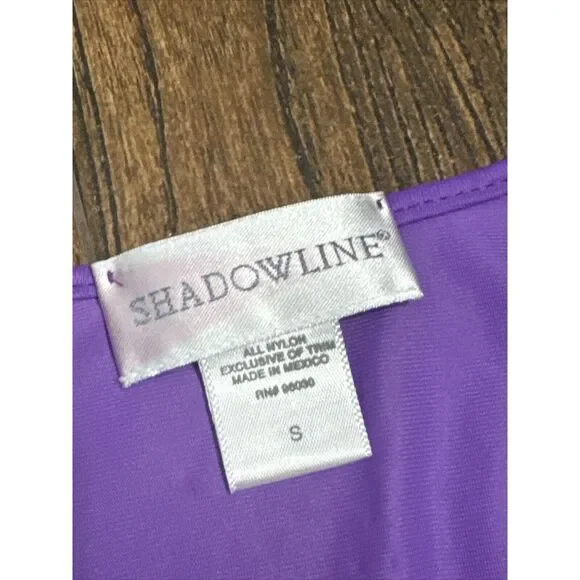 SHADOWLINE®
ALL NYLON
EXCLUSIVE OF TRIM
MADE IN MEXICO
RN# 96030
S